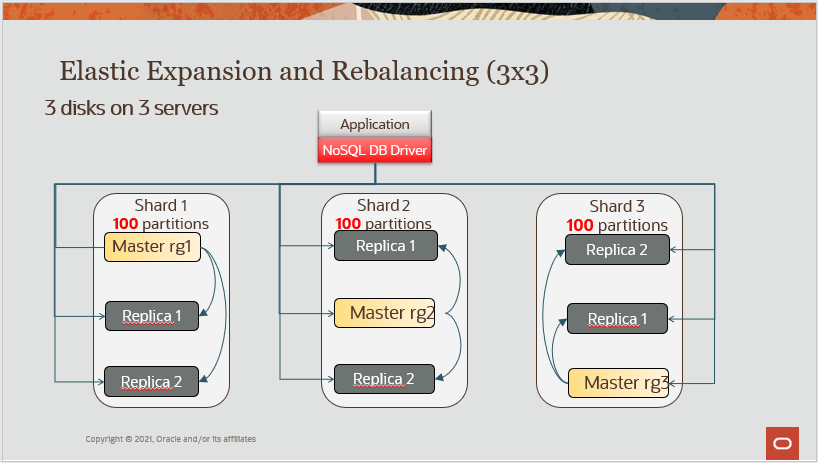 Elastic Expansion and Rebalancing (3x3)
3 disks on 3 servers
Application
NoSQL DB Driver
Shard 1
100 partitions
Master rg1
Replica 1
Replica 2
Shard 2
100 partitions
Replica 1
Master rg2
Replica 2
Shard 3
100 partitions
Replica 2
Replica 1
Master rg3
Copyright © 2021, Oracle and/or its affiliates